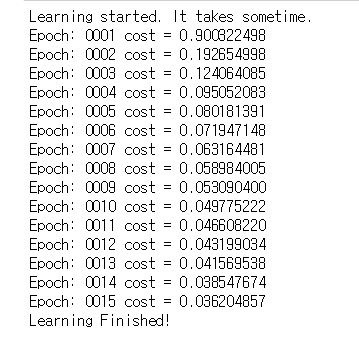 Learning started. It takes sometime.
Epoch: 0001 cost = 0.900322498
Epoch: 0002 cost = 0.192654998
Epoch: 0003 cost = 0.124064085
Epoch: 0004 cost = 0.095052083
Epoch: 0005 cost = 0.080181391
Epoch: 0006 cost = 0.071947148
Epoch: 0007 cost = 0.063164481
Epoch: 0008 cost = 0.058984005
Epoch: 0009 cost = 0.053090400
Epoch: 0010 cost = 0.049775222
Epoch: 0011 cost = 0.046608220
Epoch: 0012 cost = 0.043199034
Epoch: 0013 cost = 0.041569538
Epoch: 0014 cost = 0.038547674
Epoch: 0015 cost = 0.036204857
Learning Finished!